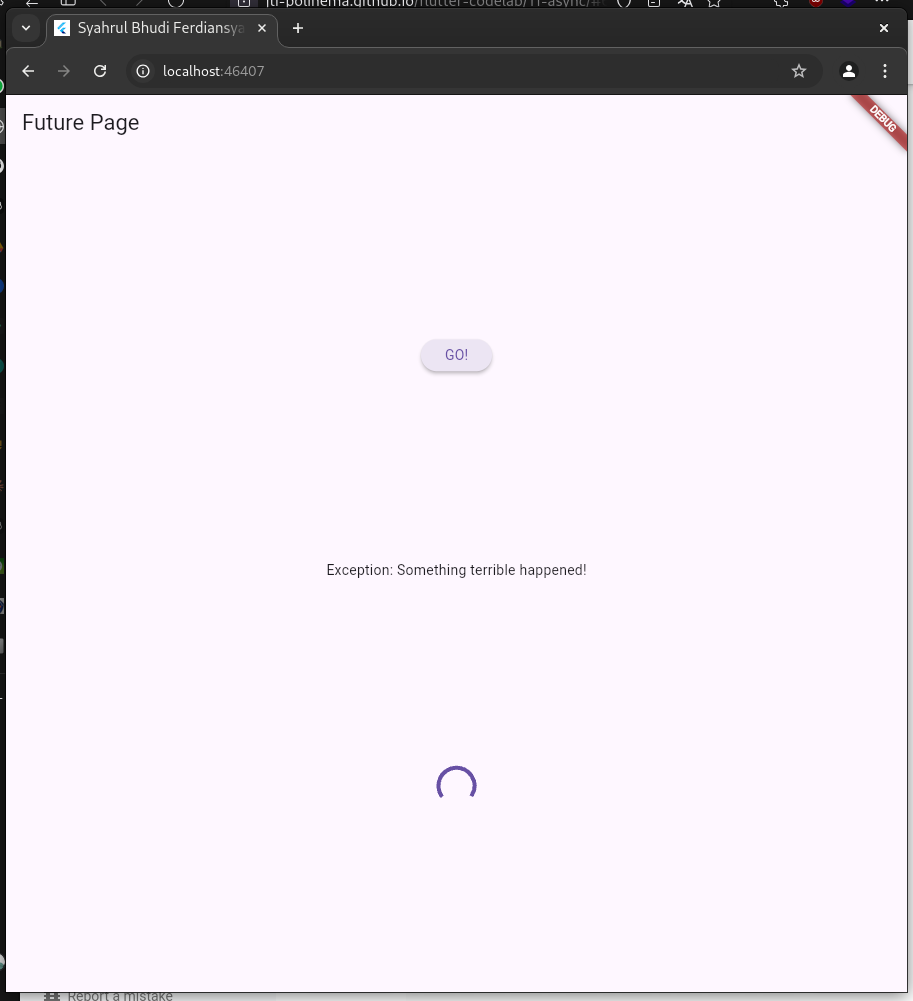 jti-polinema.github.io/flutter-codelab/11-async/#
Syahrul Bhudi Ferdiansya
localhost:46407
Future Page
DEBUG
GO!
Exception: Something terrible happened!
Report a mistake